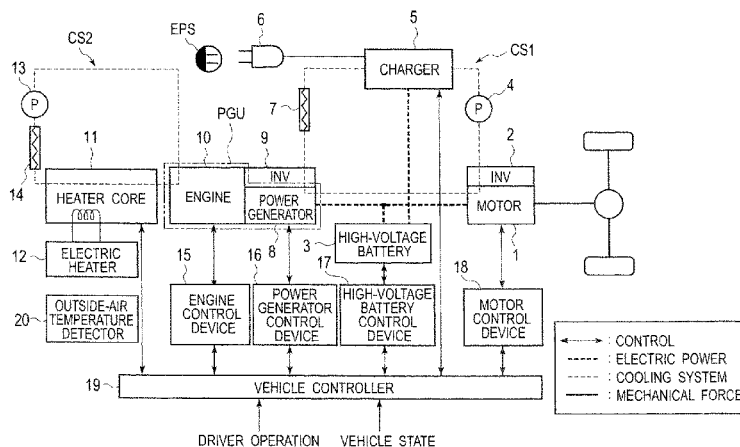 CS2
EPS
6
5
CS1
13
P
CHARGER
4
P
7
PGU
14
11
10
9
2
HEATER CORE
ENGINE
INV
POWER
GENERATOR
INV
MOTOR
12
ELECTRIC
HEATER
8
3
HIGH-VOLTAGE
BATTERY
1
15
16
17
18
20
OUTSIDE-AIR
TEMPERATURE
DETECTOR
ENGINE
CONTROL
DEVICE
POWER
GENERATOR
CONTROL
DEVICE
HIGH-VOLTAGE
BATTERY
CONTROL
DEVICE
MOTOR
CONTROL
DEVICE
: CONTROL
: ELECTRIC POWER
: COOLING SYSTEM
: MECHANICAL FORCE
19
VEHICLE CONTROLLER
DRIVER OPERATION
VEHICLE STATE